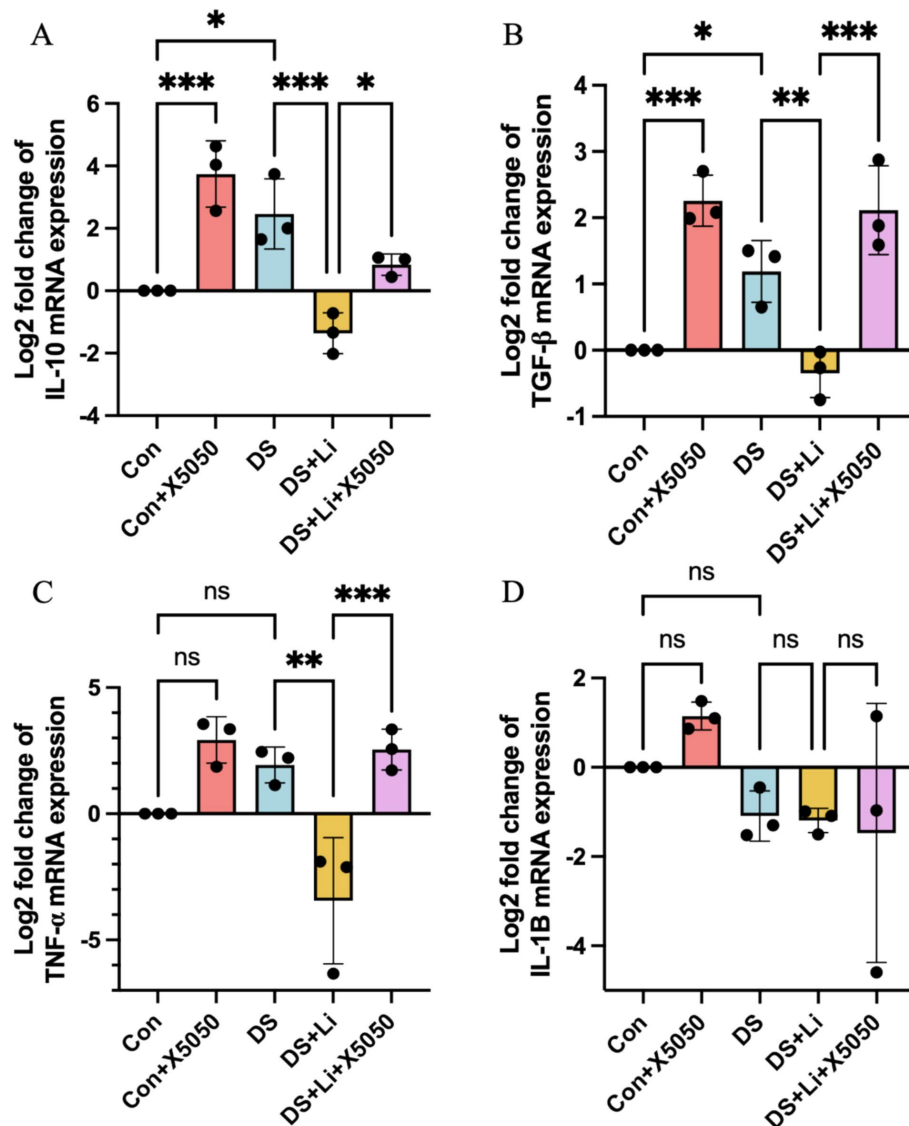 A
*
***
***
*
Log2 fold change of
IL-10 mRNA expression
6
4
2
0
-2
-4
Con
Con+X5050
DS
DS+Li
DS+Li+X5050
B
*
***
***
**
Log2 fold change of
TGF-β mRNA expression
4
3
2
1
0
-1
Con
Con+X5050
DS
DS+Li
DS+Li+X5050
C
ns
***
ns
**
Log2 fold change of
TNF-α mRNA expression
5
0
-5
Con
Con+X5050
DS
DS+Li
DS+Li+X5050
D
ns
ns
ns
ns
Log2 fold change of
IL-1B mRNA expression
2
0
-2
-4
Con
Con+X5050
DS
DS+Li
DS+Li+X5050